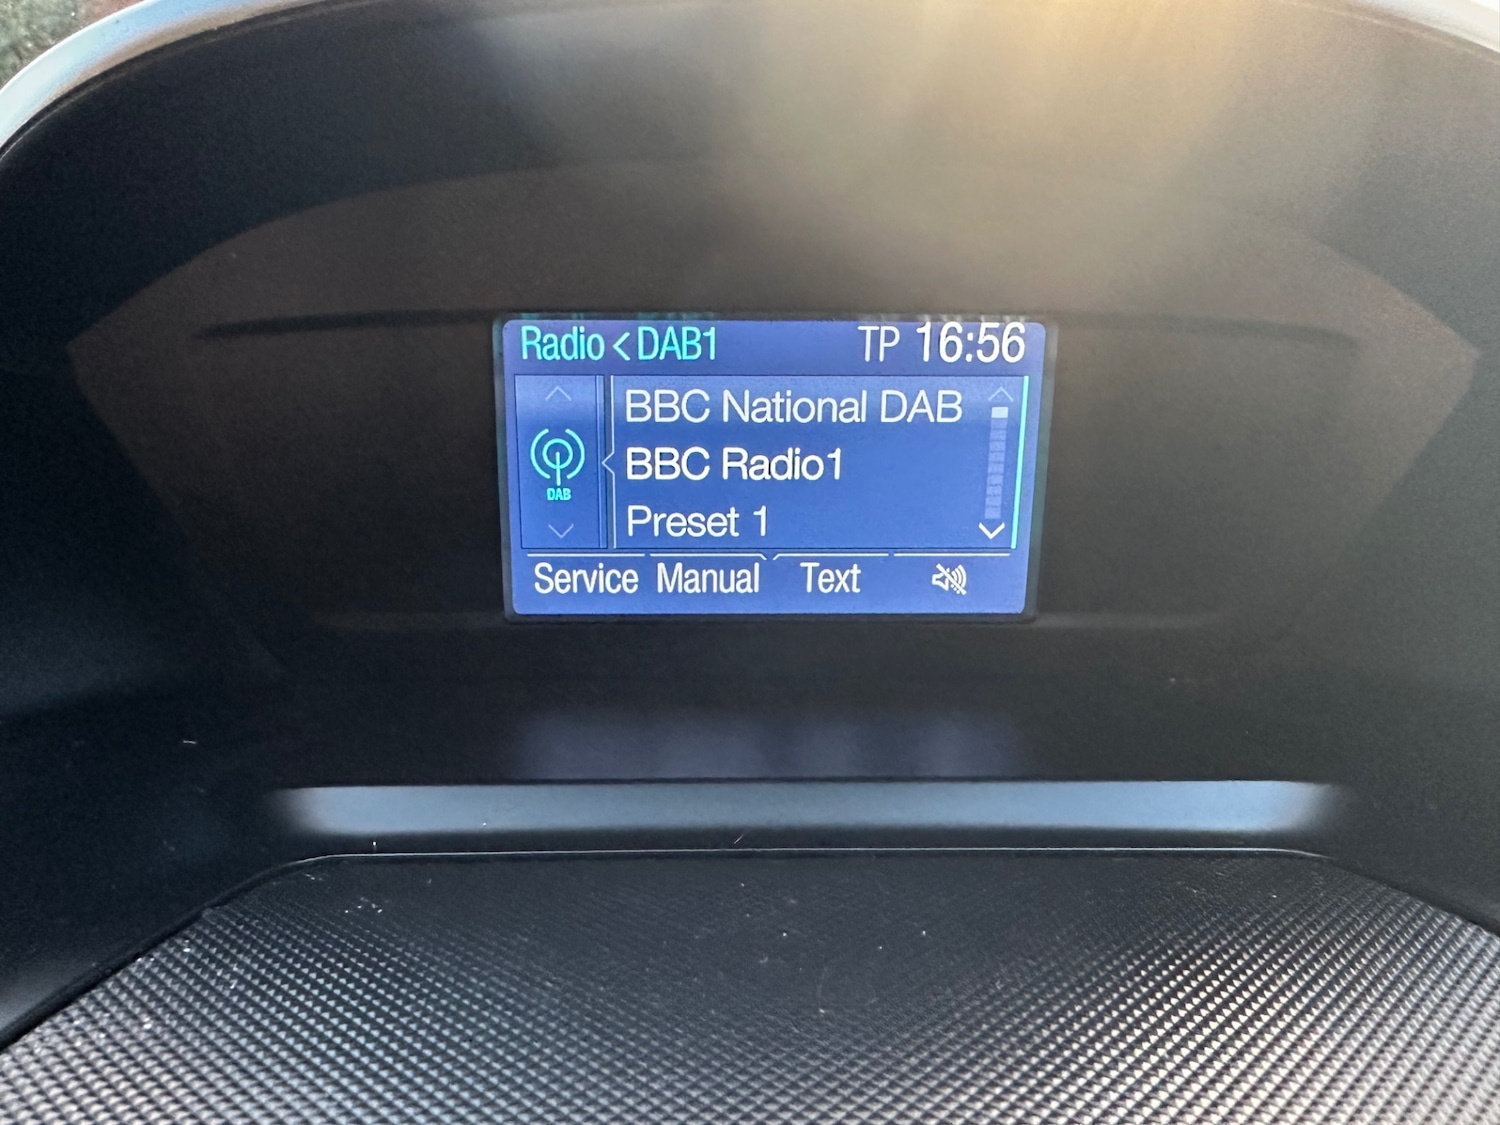 Radio < DAB1 TP 16:56
BBC National DAB
DAB
BBC Radio1
Preset 1
Service Manual Text